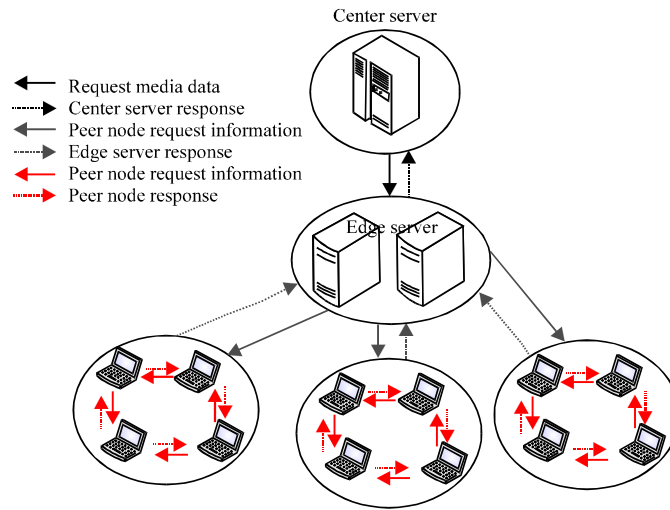 Center server
Request media data
Center server response
Peer node request information
Edge server response
Peer node request information
Peer node response
Edge server